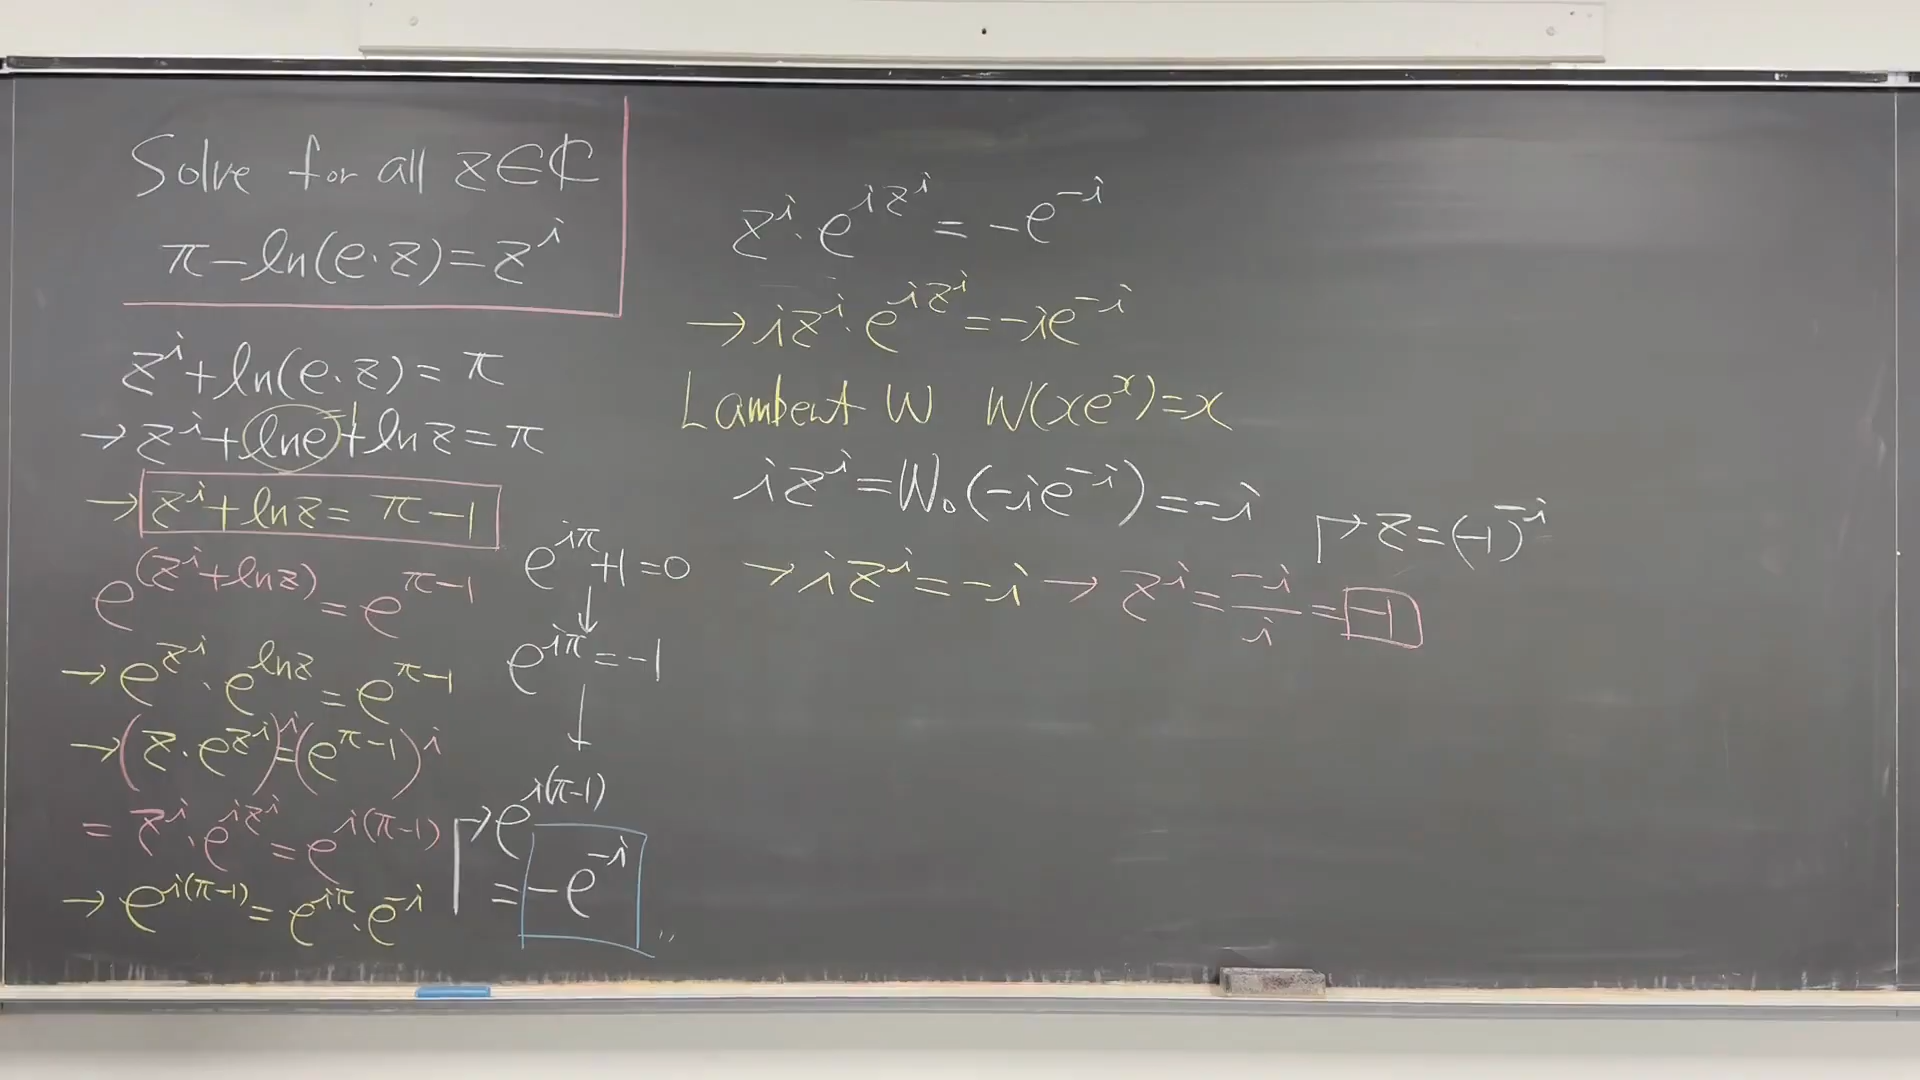 Solve for all z∈ℂ
π−ln(e·z)=z^i
z^i+ln(e·z)=π
→z^i+lne+lnz=π
→z^i+lnz=π−1
e^(z^i+lnz)=e^(π−1)
→e^(z^i)·e^(lnz)=e^(π−1)
→(z·e^(z^i))^i=(e^(π−1))^i
=z^i·e^(iz^i)=e^(i(π−1))
→e^(i(π−1))=e^(iπ)·e^(−i)
e^(iπ)+1=0
↓
e^(iπ)=−1
↓
→e^(i(π−1))
=−e^(−i)
z^i·e^(iz^i)=−e^(−i)
→iz^i·e^(iz^i)=−ie^(−i)
Lambert W W(xe^x)=x
iz^i=W₀(−ie^(−i))=−i
→iz^i=−i→z^i=−i/i=−1
→z=(−1)^(−i)